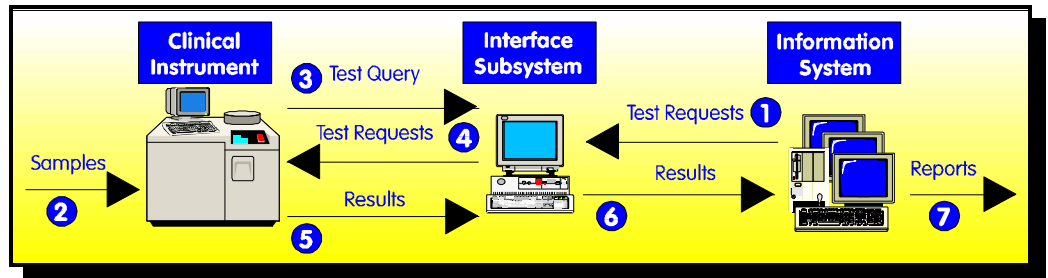 Clinical
Instrument
Interface
Subsystem
Information
System
3 Test Query
Test Requests 1
Test Requests 4
Samples
2
Results
5
Results
6
Reports
7